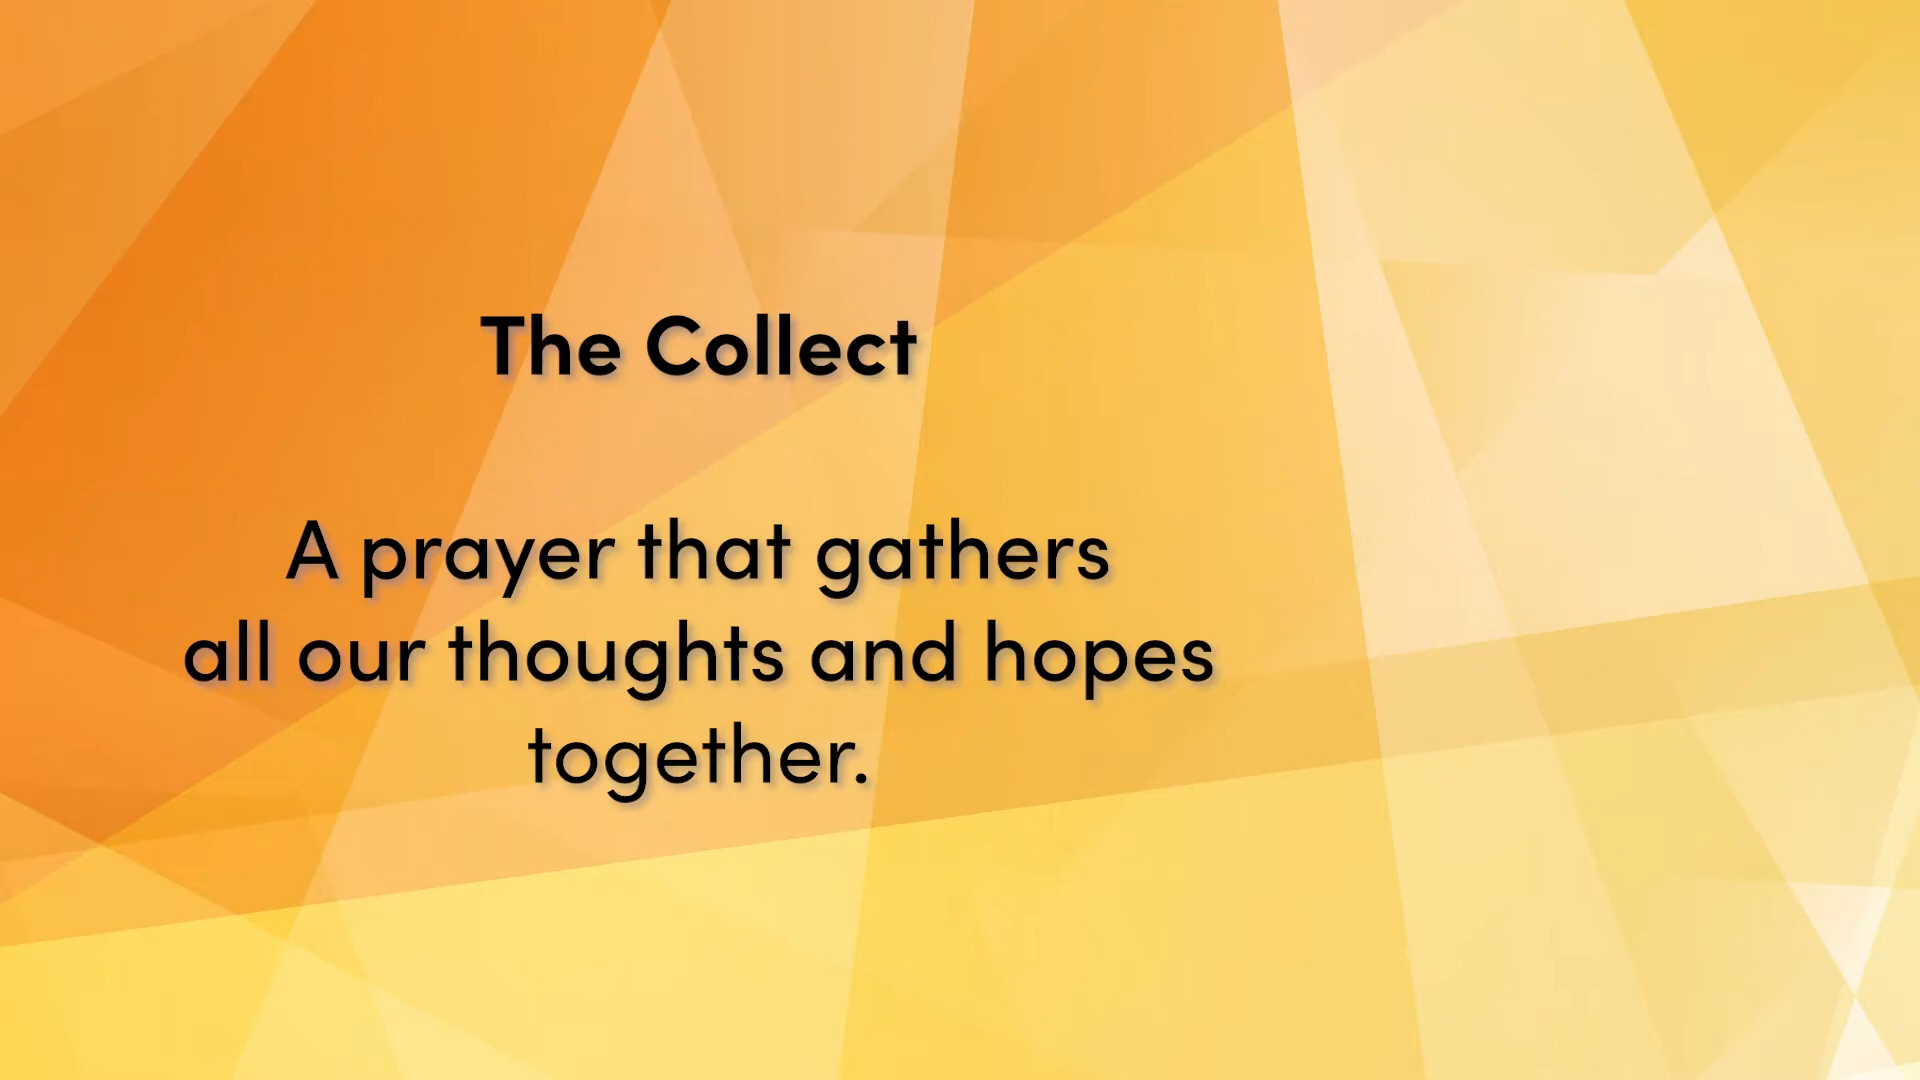 The Collect
A prayer that gathers
all our thoughts and hopes
together.